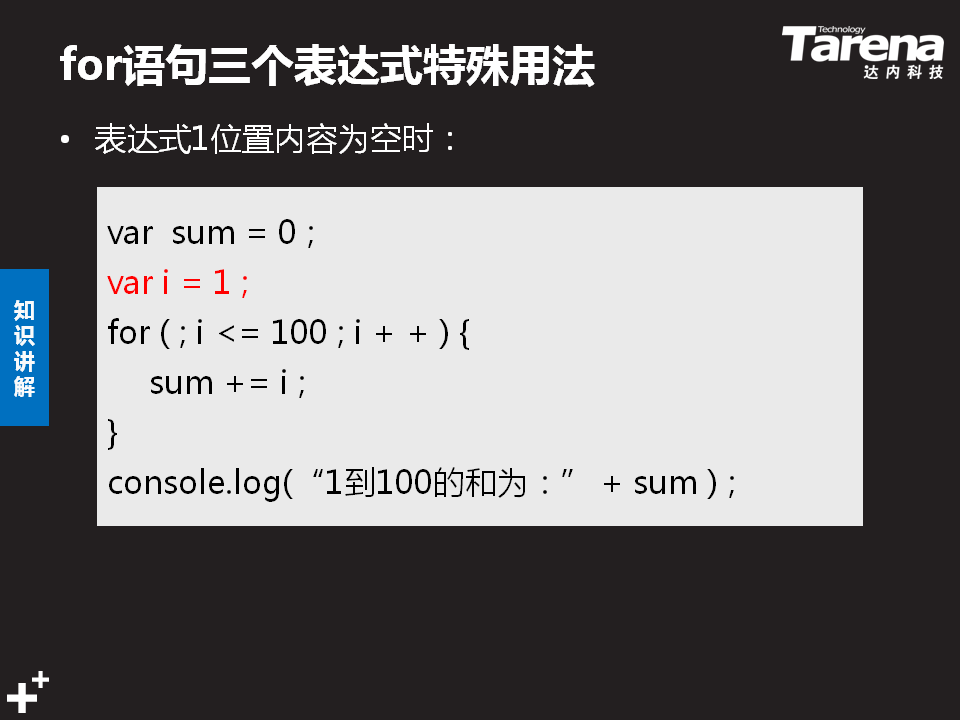 for语句三个表达式特殊用法
Technology
Tarena
达内科技
• 表达式1位置内容为空时：
知识讲解
var  sum = 0 ;
var i = 1 ;
for ( ; i <= 100 ; i + + ) {
sum += i ;
}
console.log(“1到100的和为：” + sum ) ;